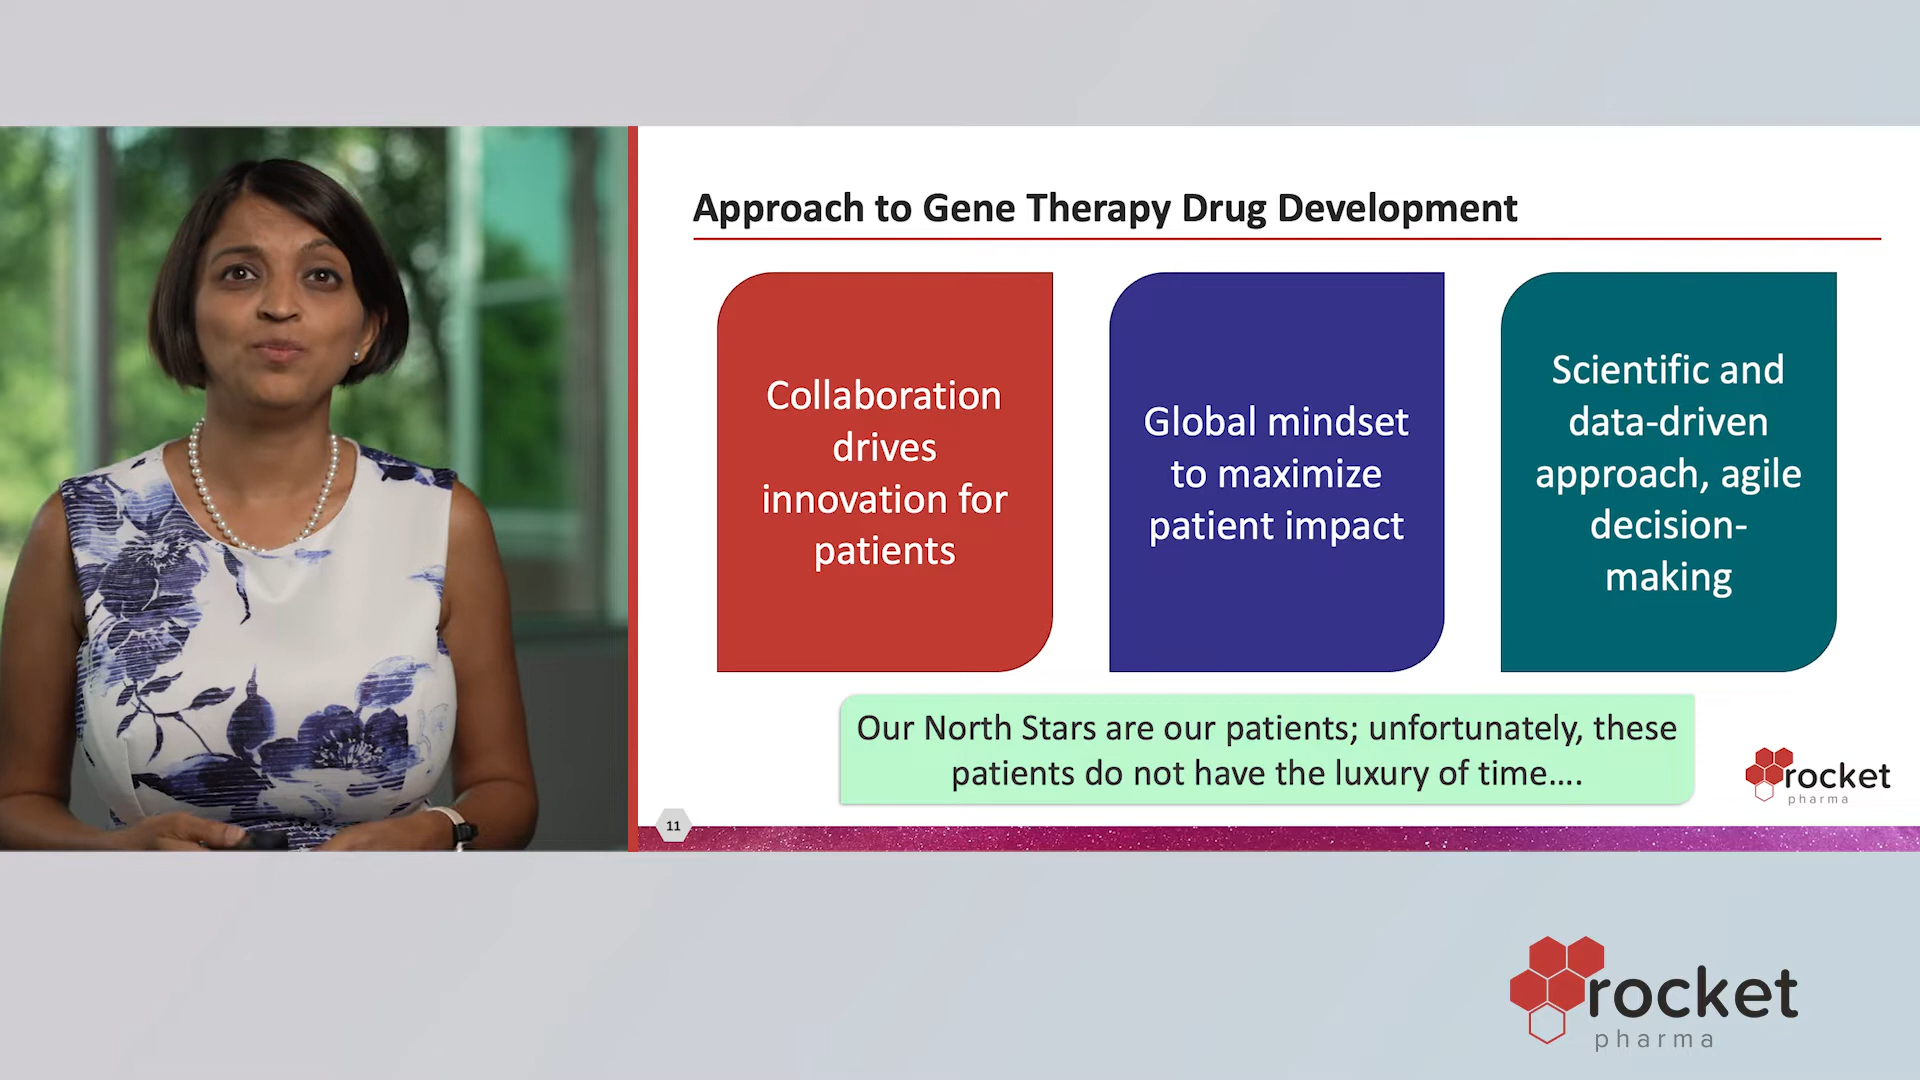 Approach to Gene Therapy Drug Development
Collaboration
drives
innovation for
patients
Global mindset
to maximize
patient impact
Scientific and
data-driven
approach, agile
decision-
making
Our North Stars are our patients; unfortunately, these
patients do not have the luxury of time....
rocket
pharma
11
rocket
pharma